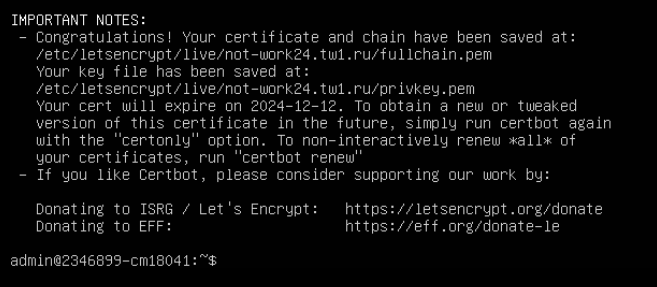 IMPORTANT NOTES:
- Congratulations! Your certificate and chain have been saved at:
/etc/letsencrypt/live/not-work24.tw1.ru/fullchain.pem
Your key file has been saved at:
/etc/letsencrypt/live/not-work24.tw1.ru/privkey.pem
Your cert will expire on 2024-12-12. To obtain a new or tweaked
version of this certificate in the future, simply run certbot again
with the "certonly" option. To non-interactively renew *all* of
your certificates, run "certbot renew"
- If you like Certbot, please consider supporting our work by:
Donating to ISRG / Let's Encrypt:   https://letsencrypt.org/donate
Donating to EFF:                    https://eff.org/donate-le
admin@2346899-cm18041:~$